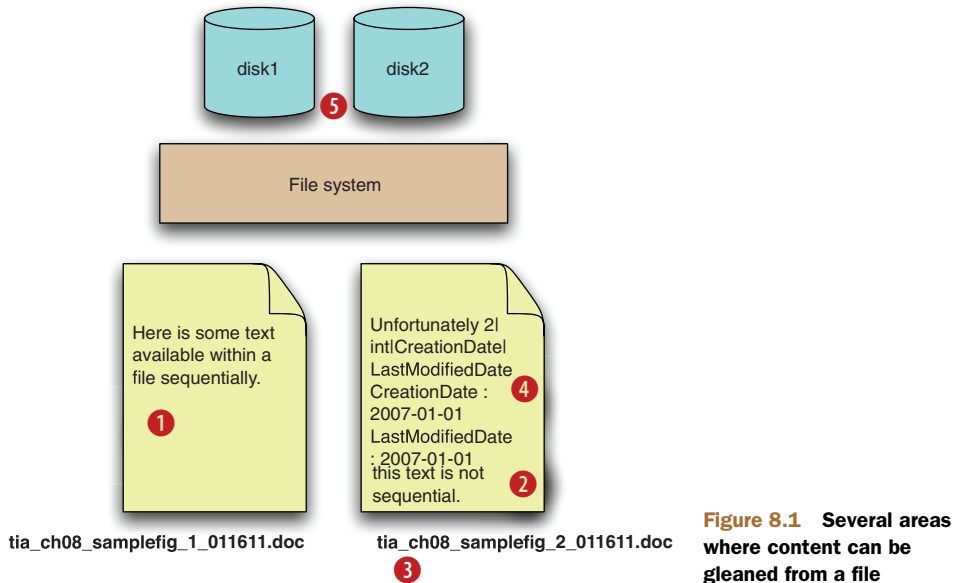 disk1
disk2
5
File system
Here is some text
available within a
file sequentially.
1
Unfortunately 2|
int|CreationDate|
LastModifiedDate
CreationDate :
4
2007-01-01
LastModifiedDate
: 2007-01-01
this text is not
sequential.
2
tia_ch08_samplefig_1_011611.doc
tia_ch08_samplefig_2_011611.doc
3
Figure 8.1 Several areas
where content can be
gleaned from a file